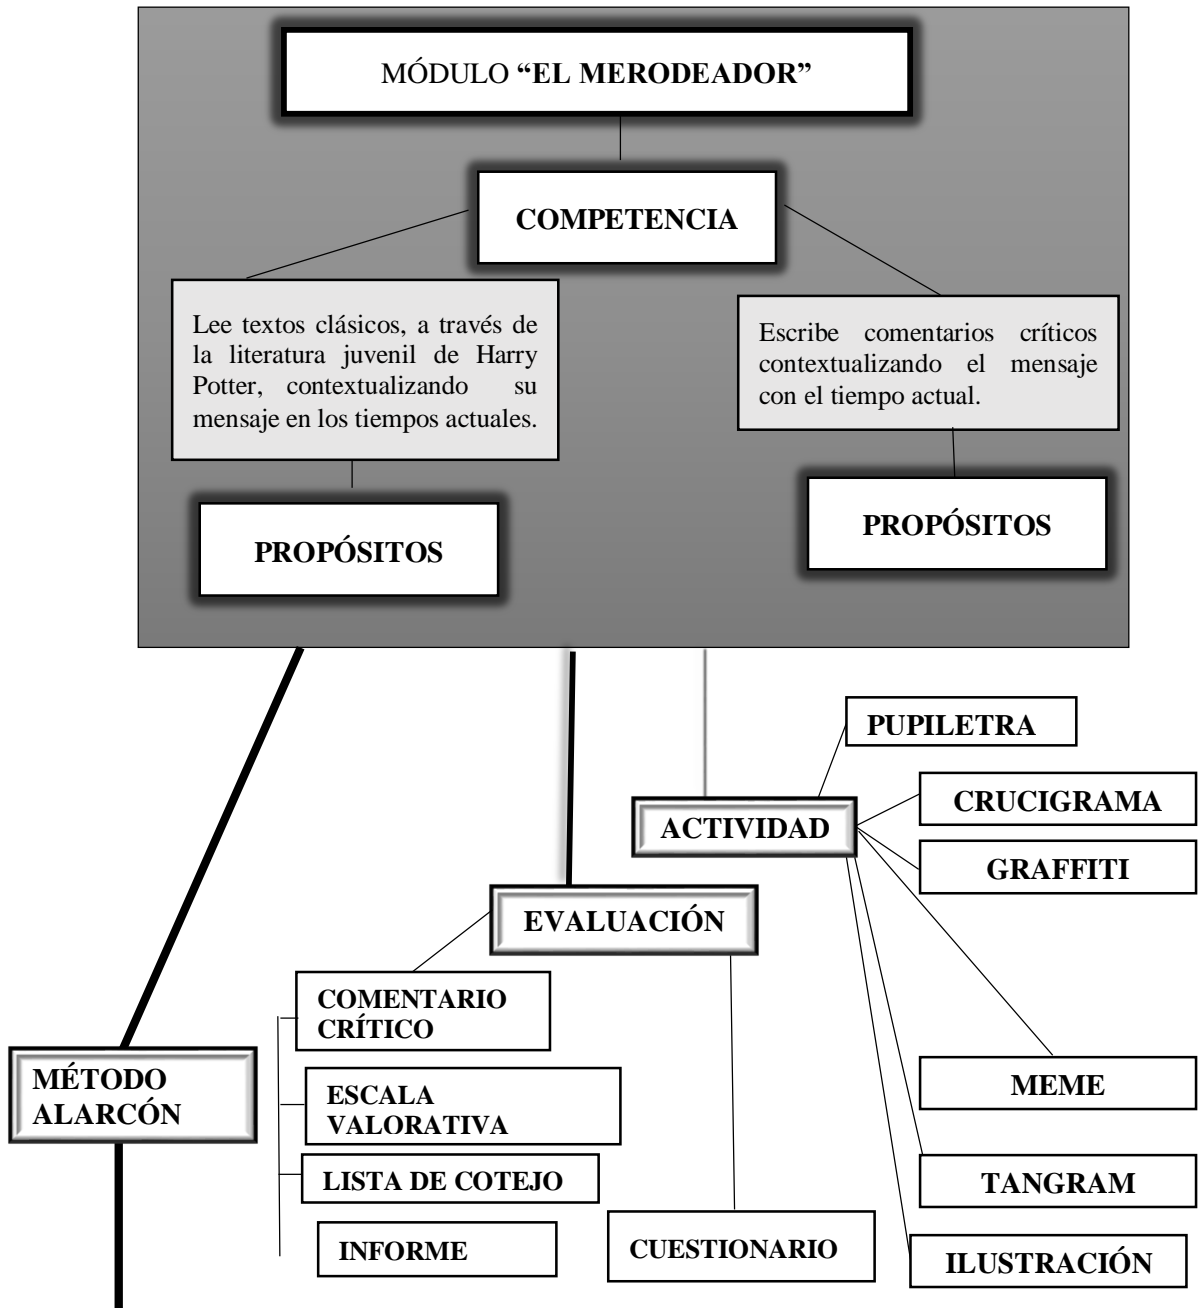 MÓDULO “EL MERODEADOR”
COMPETENCIA
Lee textos clásicos, a través de
la literatura juvenil de Harry
Potter, contextualizando su
mensaje en los tiempos actuales.
Escribe comentarios críticos
contextualizando el mensaje
con el tiempo actual.
PROPÓSITOS
PROPÓSITOS
PUPILETRA
CRUCIGRAMA
ACTIVIDAD
GRAFFITI
EVALUACIÓN
COMENTARIO
CRÍTICO
MÉTODO
ALARCÓN
MEME
ESCALA
VALORATIVA
LISTA DE COTEJO
TANGRAM
INFORME
CUESTIONARIO
ILUSTRACIÓN